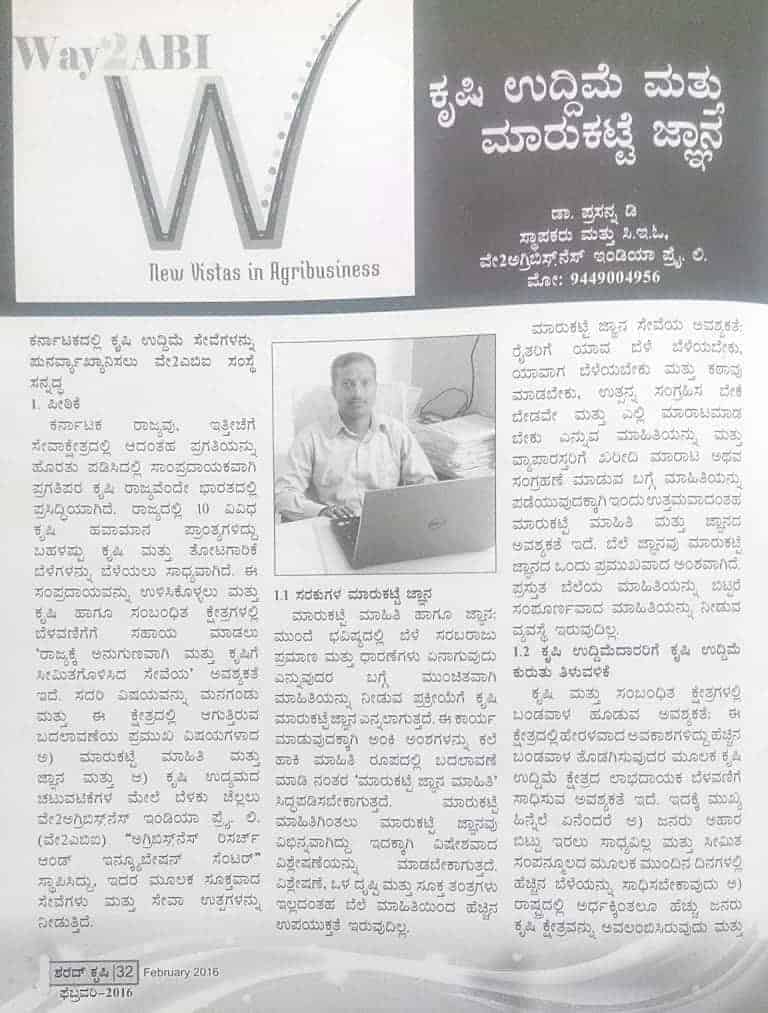 Way2ABI
New Vistas in Agribusiness
ಕೃಷಿ ಉದ್ದಿಮೆ ಮತ್ತು
ಮಾರುಕಟ್ಟೆ ಜ್ಞಾನ
ಡಾ. ಪ್ರಸನ್ನ ಡಿ
ಸ್ಥಾಪಕರು ಮತ್ತು ಸಿ.ಇ.ಓ,
ವೇ2ಅಗ್ರಿಬಿಸ್‌ನೆಸ್ ಇಂಡಿಯಾ ಪ್ರೈ. ಲಿ.
ಮೋ: 9449004956
ಕರ್ನಾಟಕದಲ್ಲಿ ಕೃಷಿ ಉದ್ದಿಮೆ ಸೇವೆಗಳನ್ನು
ಪುನರ್ವ್ಯಾಖ್ಯಾನಿಸಲು ವೇ2ಎಬಿಐ ಸಂಸ್ಥೆ
ಸನ್ನದ್ಧ
1. ಪೀಠಿಕೆ
ಕರ್ನಾಟಕ ರಾಜ್ಯವು, ಇತ್ತೀಚೆಗೆ
ಸೇವಾಕ್ಷೇತ್ರದಲ್ಲಿ ಆದಂತಹ ಪ್ರಗತಿಯನ್ನು
ಹೊರತು ಪಡಿಸಿದಲ್ಲಿ ಸಾಂಪ್ರದಾಯಕವಾಗಿ
ಪ್ರಗತಿಪರ ಕೃಷಿ ರಾಜ್ಯವೆಂದೇ ಭಾರತದಲ್ಲಿ
ಪ್ರಸಿದ್ಧಿಯಾಗಿದೆ. ರಾಜ್ಯದಲ್ಲಿ 10 ವಿವಿಧ
ಕೃಷಿ ಹವಾಮಾನ ಪ್ರಾಂತ್ಯಗಳಿದ್ದು
ಬಹಳಷ್ಟು ಕೃಷಿ ಮತ್ತು ತೋಟಗಾರಿಕೆ
ಬೆಳೆಗಳನ್ನು ಬೆಳೆಯಲು ಸಾಧ್ಯವಾಗಿದೆ. ಈ
ಸಂಪ್ರದಾಯವನ್ನು ಉಳಿಸಿಕೊಳ್ಳಲು ಮತ್ತು
ಕೃಷಿ ಹಾಗೂ ಸಂಬಂಧಿತ ಕ್ಷೇತ್ರಗಳಲ್ಲಿ
ಬೆಳವಣಿಗೆಗೆ ಸಹಾಯ ಮಾಡಲು
'ರಾಜ್ಯಕ್ಕೆ ಅನುಗುಣವಾಗಿ ಮತ್ತು ಕೃಷಿಗೆ
ಸೀಮಿತಗೊಳಿಸಿದ ಸೇವೆಯ' ಅವಶ್ಯಕತೆ
ಇದೆ. ಸದರಿ ವಿಷಯವನ್ನು ಮನಗಂಡು
ಮತ್ತು ಈ ಕ್ಷೇತ್ರದಲ್ಲಿ ಆಗುತ್ತಿರುವ
ಬದಲಾವಣೆಯ ಪ್ರಮುಖ ವಿಷಯಗಳಾದ
ಅ) ಮಾರುಕಟ್ಟೆ ಮಾಹಿತಿ ಮತ್ತು
ಜ್ಞಾನ ಮತ್ತು ಆ) ಕೃಷಿ ಉದ್ಯಮದ
ಚಟುವಟಿಕೆಗಳ ಮೇಲೆ ಬೆಳಕು ಚೆಲ್ಲಲು
ವೇ2ಅಗ್ರಿಬಿಸ್‌ನೆಸ್ ಇಂಡಿಯಾ ಪ್ರೈ. ಲಿ.
(ವೇ2ಎಬಿಐ) "ಅಗ್ರಿಬಿಸ್‌ನೆಸ್ ರಿಸರ್ಚ್
ಆಂಡ್ ಇನ್ಕ್ಯೂಬೇಷನ್ ಸೆಂಟರ್"
ಸ್ಥಾಪಿಸಿದ್ದು, ಇದರ ಮೂಲಕ ಸೂಕ್ತವಾದ
ಸೇವೆಗಳು ಮತ್ತು ಸೇವಾ ಉತ್ಪಗಳನ್ನು
ನೀಡುತ್ತಿದೆ.
1.1 ಸರಕುಗಳ ಮಾರುಕಟ್ಟೆ ಜ್ಞಾನ
ಮಾರುಕಟ್ಟೆ ಮಾಹಿತಿ ಹಾಗೂ ಜ್ಞಾನ:
ಮುಂದೆ ಭವಿಷ್ಯದಲ್ಲಿ ಬೆಳೆ ಸರಬರಾಜು
ಪ್ರಮಾಣ ಮತ್ತು ಧಾರಣೆಗಳು ಏನಾಗುವುದು
ಎನ್ನುವುದರ ಬಗ್ಗೆ ಮುಂಚಿತವಾಗಿ
ಮಾಹಿತಿಯನ್ನು ನೀಡುವ ಪ್ರಕ್ರೀಯೆಗೆ ಕೃಷಿ
ಮಾರುಕಟ್ಟೆ ಜ್ಞಾನ ಎನ್ನಲಾಗುತ್ತದೆ. ಈ ಕಾರ್ಯ
ಮಾಡುವುದಕ್ಕಾಗಿ ಅಂಕಿ ಅಂಶಗಳನ್ನು ಕಲೆ
ಹಾಕಿ ಮಾಹಿತಿ ರೂಪದಲ್ಲಿ ಬದಲಾವಣೆ
ಮಾಡಿ ನಂತರ 'ಮಾರುಕಟ್ಟೆ ಜ್ಞಾನ ಮಾಹಿತಿ'
ಸಿದ್ಧಪಡಿಸಬೇಕಾಗುತ್ತದೆ. ಮಾರುಕಟ್ಟೆ
ಮಾಹಿತಿಗಿಂತಲು ಮಾರುಕಟ್ಟೆ ಜ್ಞಾನವು
ವಿಭಿನ್ನವಾಗಿದ್ದು ಇದಕ್ಕಾಗಿ ವಿಷೇಶವಾದ
ವಿಶ್ಲೇಷಣೆಯನ್ನು ಮಾಡಬೇಕಾಗುತ್ತದೆ.
ವಿಶ್ಲೇಷಣೆ, ಒಳ ದೃಷ್ಟಿ ಮತ್ತು ಸೂಕ್ತ ತಂತ್ರಗಳು
ಇಲ್ಲದಂತಹ ಬೆಲೆ ಮಾಹಿತಿಯಿಂದ ಹೆಚ್ಚಿನ
ಉಪಯುಕ್ತತೆ ಇರುವುದಿಲ್ಲ.
ಮಾರುಕಟ್ಟೆ ಜ್ಞಾನ ಸೇವೆಯ ಅವಶ್ಯಕತೆ:
ರೈತರಿಗೆ ಯಾವ ಬೆಳೆ ಬೆಳೆಯಬೇಕು,
ಯಾವಾಗ ಬೆಳೆಯಬೇಕು ಮತ್ತು ಕಟಾವು
ಮಾಡಬೇಕು, ಉತ್ಪನ್ನ ಸಂಗ್ರಹಿಸ ಬೇಕೆ
ಬೇಡವೇ ಮತ್ತು ಎಲ್ಲಿ ಮಾರಾಟಮಾಡ
ಬೇಕು ಎನ್ನುವ ಮಾಹಿತಿಯನ್ನು ಮತ್ತು
ವ್ಯಾಪಾರಸ್ತರಿಗೆ ಖರೀದಿ ಮಾರಾಟ ಅಥವ
ಸಂಗ್ರಹಣೆ ಮಾಡುವ ಬಗ್ಗೆ ಮಾಹಿತಿಯನ್ನು
ಪಡೆಯುವುದಕ್ಕಾಗಿ ಇಂದು ಉತ್ತಮವಾದಂತಹ
ಮಾರುಕಟ್ಟೆ ಮಾಹಿತಿ ಮತ್ತು ಜ್ಞಾನದ
ಅವಶ್ಯಕತೆ ಇದೆ. ಬೆಲೆ ಜ್ಞಾನವು ಮಾರುಕಟ್ಟೆ
ಜ್ಞಾನದ ಒಂದು ಪ್ರಮುಖವಾದ ಅಂಶವಾಗಿದೆ.
ಪ್ರಸ್ತುತ ಬೆಲೆಯ ಮಾಹಿತಿಯನ್ನು ಬಿಟ್ಟರೆ
ಸಂಪೂರ್ಣವಾದ ಮಾಹಿತಿಯನ್ನು ನೀಡುವ
ವ್ಯವಸ್ಥೆ ಇರುವುದಿಲ್ಲ.
1.2 ಕೃಷಿ ಉದ್ದಿಮೆದಾರರಿಗೆ ಕೃಷಿ ಉದ್ದಿಮೆ
ಕುರುತು ತಿಳುವಳಿಕೆ
ಕೃಷಿ ಮತ್ತು ಸಂಬಂಧಿತ ಕ್ಷೇತ್ರಗಳಲ್ಲಿ
ಬಂಡವಾಳ ಹೂಡುವ ಅವಶ್ಯಕತೆ: ಈ
ಕ್ಷೇತ್ರದಲ್ಲಿ ಹೇರಳವಾದ ಅವಕಾಶಗಳಿದ್ದು ಹೆಚ್ಚಿನ
ಬಂಡವಾಳ ತೊಡಗಿಸುವುದರ ಮೂಲಕ ಕೃಷಿ
ಉದ್ದಿಮೆ ಕ್ಷೇತ್ರದ ಲಾಭದಾಯಕ ಬೆಳವಣಿಗೆ
ಸಾಧಿಸುವ ಅವಶ್ಯಕತೆ ಇದೆ. ಇದಕ್ಕೆ ಮುಖ್ಯ
ಹಿನ್ನೆಲೆ ಏನೆಂದರೆ ಅ) ಜನರು ಆಹಾರ
ಬಿಟ್ಟು ಇರಲು ಸಾಧ್ಯವಿಲ್ಲ ಮತ್ತು ಸೀಮಿತ
ಸಂಪನ್ಮೂಲದ ಮೂಲಕ ಮುಂದಿನ ದಿನಗಳಲ್ಲಿ
ಹೆಚ್ಚಿನ ಬೆಳೆಯನ್ನು ಸಾಧಿಸಬೇಕಾವುದು ಆ)
ರಾಷ್ಟ್ರದಲ್ಲಿ ಅರ್ಧಕ್ಕಿಂತಲೂ ಹೆಚ್ಚು ಜನರು
ಕೃಷಿ ಕ್ಷೇತ್ರವನ್ನು ಅವಲಂಬಿಸಿರುವುದು ಮತ್ತು
ಶರದ್ ಕೃಷಿ 32 February 2016
ಫೆಬ್ರವರಿ-2016